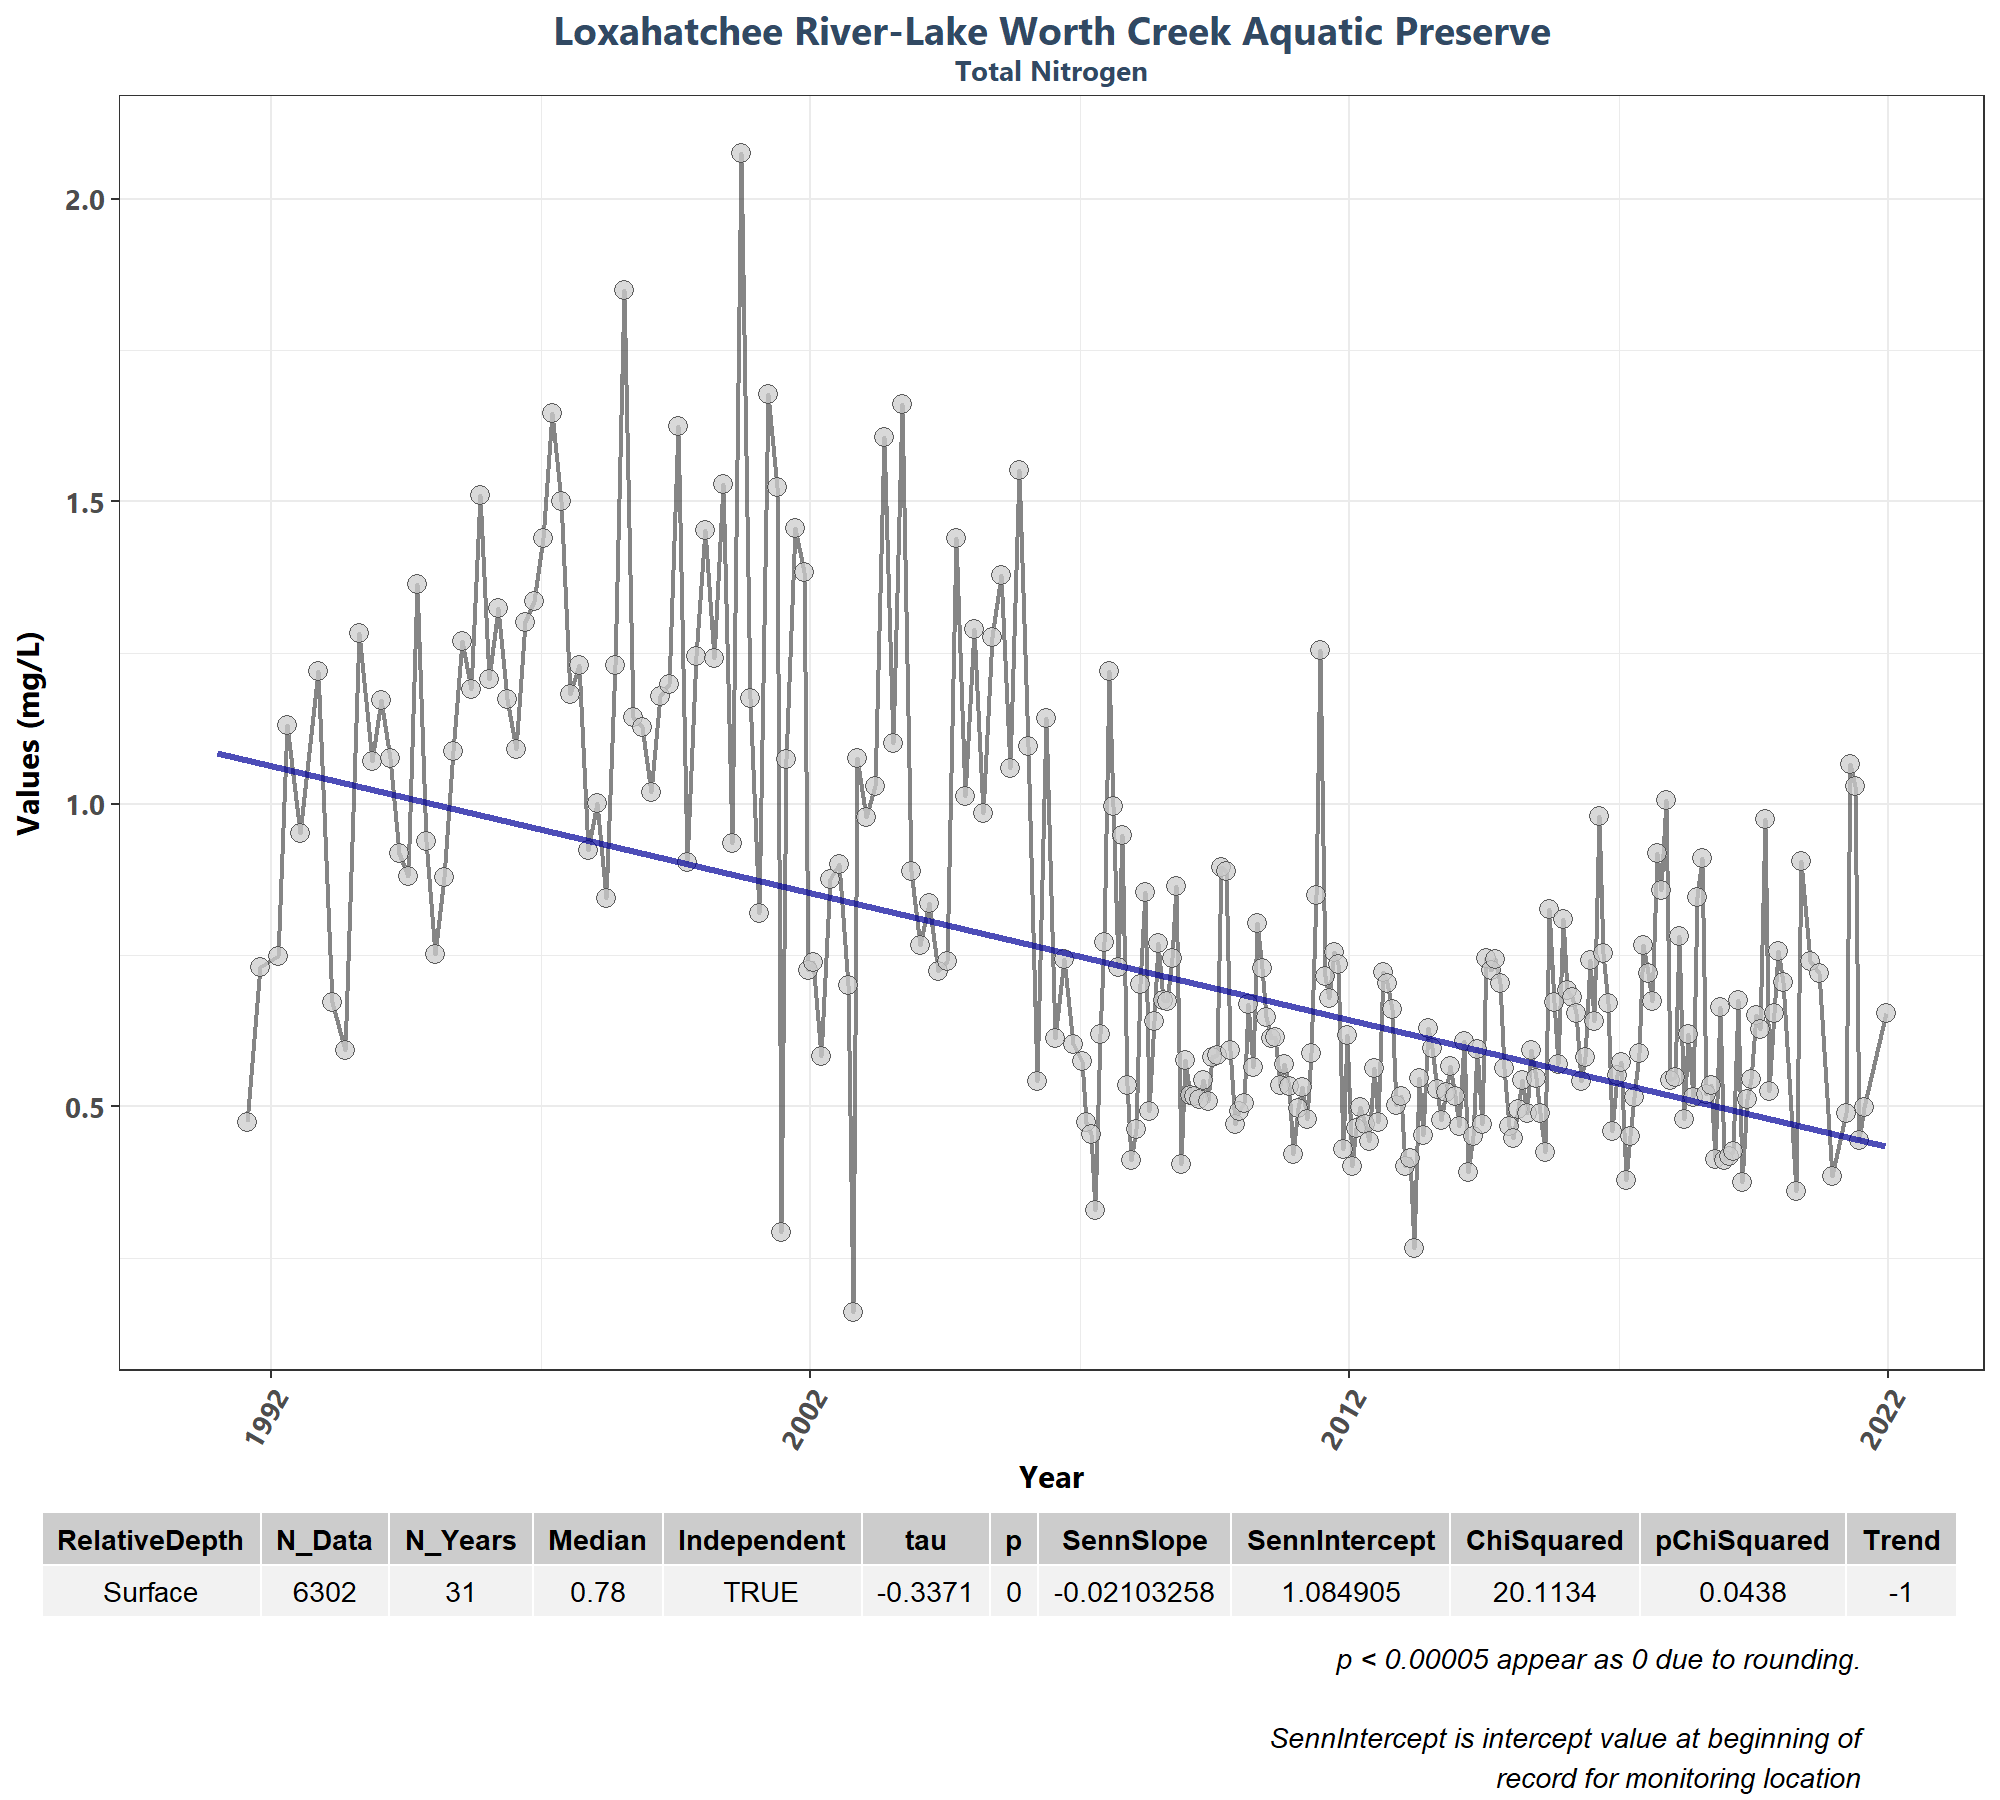 Loxahatchee River-Lake Worth Creek Aquatic Preserve
Total Nitrogen
Values (mg/L)
2.0
1.5
1.0
0.5
1992 2002 2012 2022
Year
RelativeDepth N_Data N_Years Median Independent tau p SennSlope SennIntercept ChiSquared pChiSquared Trend
Surface 6302 31 0.78 TRUE -0.3371 0 -0.02103258 1.084905 20.1134 0.0438 -1
p < 0.00005 appear as 0 due to rounding.
SennIntercept is intercept value at beginning of
record for monitoring location